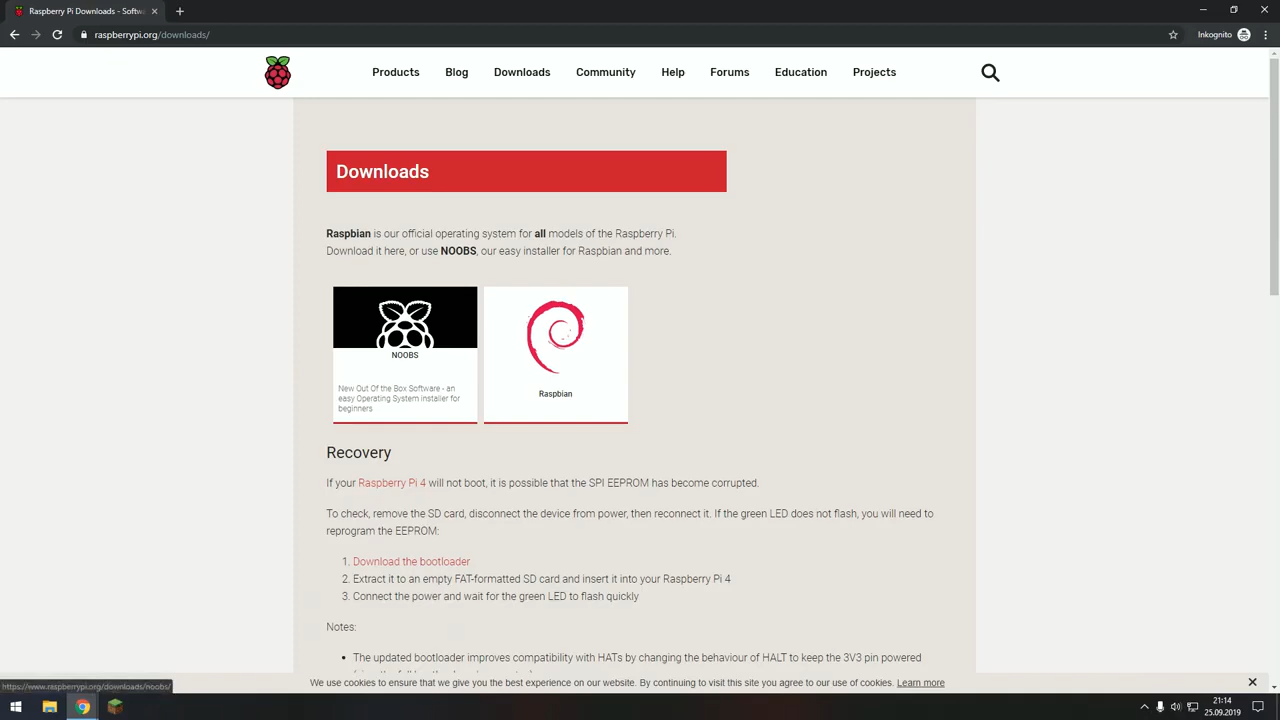 Raspberry Pi Downloads - Softwa
raspberrypi.org/downloads/
Inkognito
Products Blog Downloads Community Help Forums Education Projects
Downloads
Raspbian is our official operating system for all models of the Raspberry Pi.
Download it here, or use NOOBS, our easy installer for Raspbian and more.
NOOBS
New Out Of the Box Software - an
easy Operating System installer for
beginners
Raspbian
Recovery
If your Raspberry Pi 4 will not boot, it is possible that the SPI EEPROM has become corrupted.
To check, remove the SD card, disconnect the device from power, then reconnect it. If the green LED does not flash, you will need to
reprogram the EEPROM:
1. Download the bootloader
2. Extract it to an empty FAT-formatted SD card and insert it into your Raspberry Pi 4
3. Connect the power and wait for the green LED to flash quickly
Notes:
• The updated bootloader improves compatibility with HATs by changing the behaviour of HALT to keep the 3V3 pin powered
We use cookies to ensure that we give you the best experience on our website. By continuing to visit this site you agree to our use of cookies. Learn more
https://www.raspberrypi.org/downloads/noobs/
21:14
25.09.2019